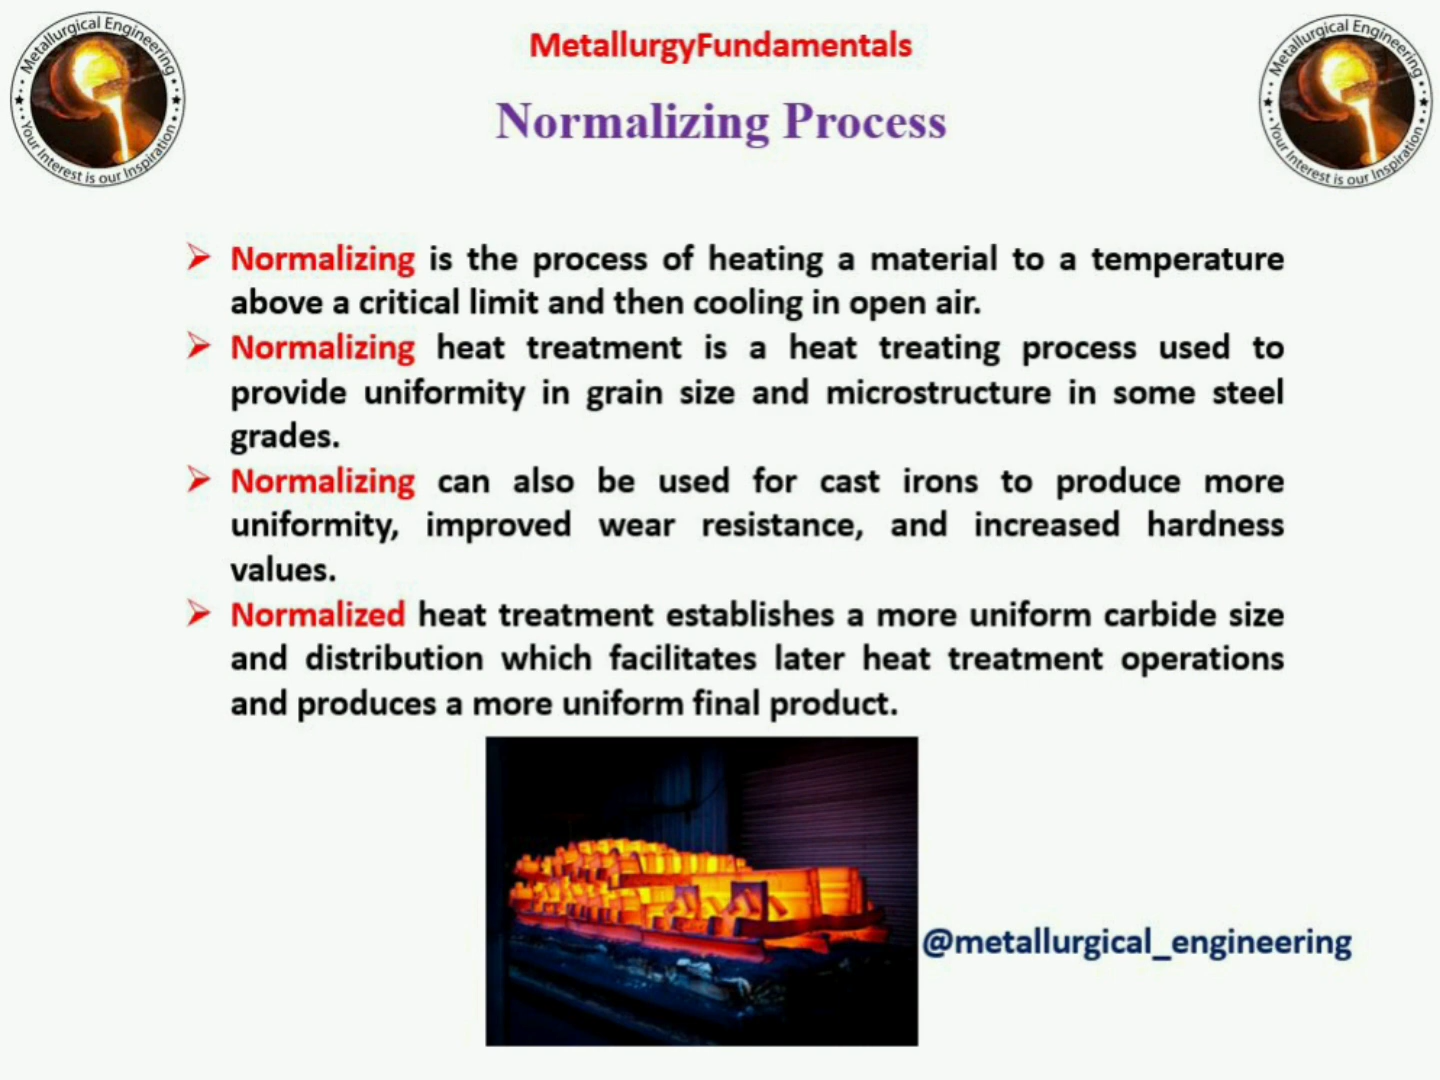 Metallurgical Engineering
Your Interest is our Inspiration
MetallurgyFundamentals
Metallurgical Engineering
Your Interest is our Inspiration
Normalizing Process
Normalizing is the process of heating a material to a temperature
above a critical limit and then cooling in open air.
Normalizing heat treatment is a heat treating process used to
provide uniformity in grain size and microstructure in some steel
grades.
Normalizing can also be used for cast irons to produce more
uniformity, improved wear resistance, and increased hardness
values.
Normalized heat treatment establishes a more uniform carbide size
and distribution which facilitates later heat treatment operations
and produces a more uniform final product.
@metallurgical_engineering